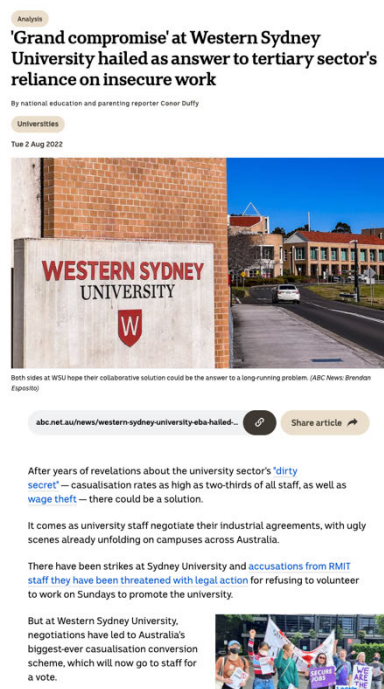 Analysis
'Grand compromise' at Western Sydney
University hailed as answer to tertiary sector's
reliance on insecure work
By national education and parenting reporter Conor Duffy
Universities
Tue 2 Aug 2022
WESTERN SYDNEY
UNIVERSITY
W
Both sides at WSU hope their collaborative solution could be the answer to a long-running problem. (ABC News: Brendan
Esposito)
abc.net.au/news/western-sydney-university-eba-hailed-...
Share article
After years of revelations about the university sector's "dirty
secret" — casualisation rates as high as two-thirds of all staff, as well as
wage theft — there could be a solution.
It comes as university staff negotiate their industrial agreements, with ugly
scenes already unfolding on campuses across Australia.
There have been strikes at Sydney University and accusations from RMIT
staff they have been threatened with legal action for refusing to volunteer
to work on Sundays to promote the university.
But at Western Sydney University,
negotiations have led to Australia's
biggest-ever casualisation conversion
scheme, which will now go to staff for
a vote.
SECURE
JOBS
WE
ARE THE